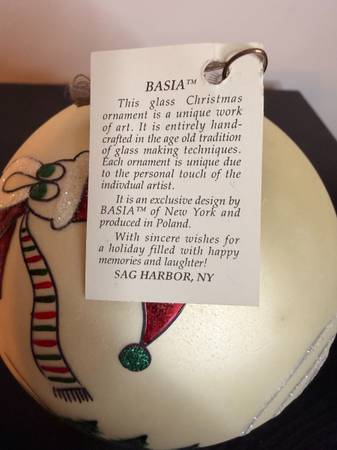 BASIA™
This glass Christmas
ornament is a unique work
of art. It is entirely hand-
crafted in the age old tradition
of glass making techniques.
Each ornament is unique due
to the personal touch of the
indivdual artist.
It is an exclusive design by
BASIA™ of New York and
produced in Poland.
With sincere wishes for
a holiday filled with happy
memories and laughter!
SAG HARBOR, NY